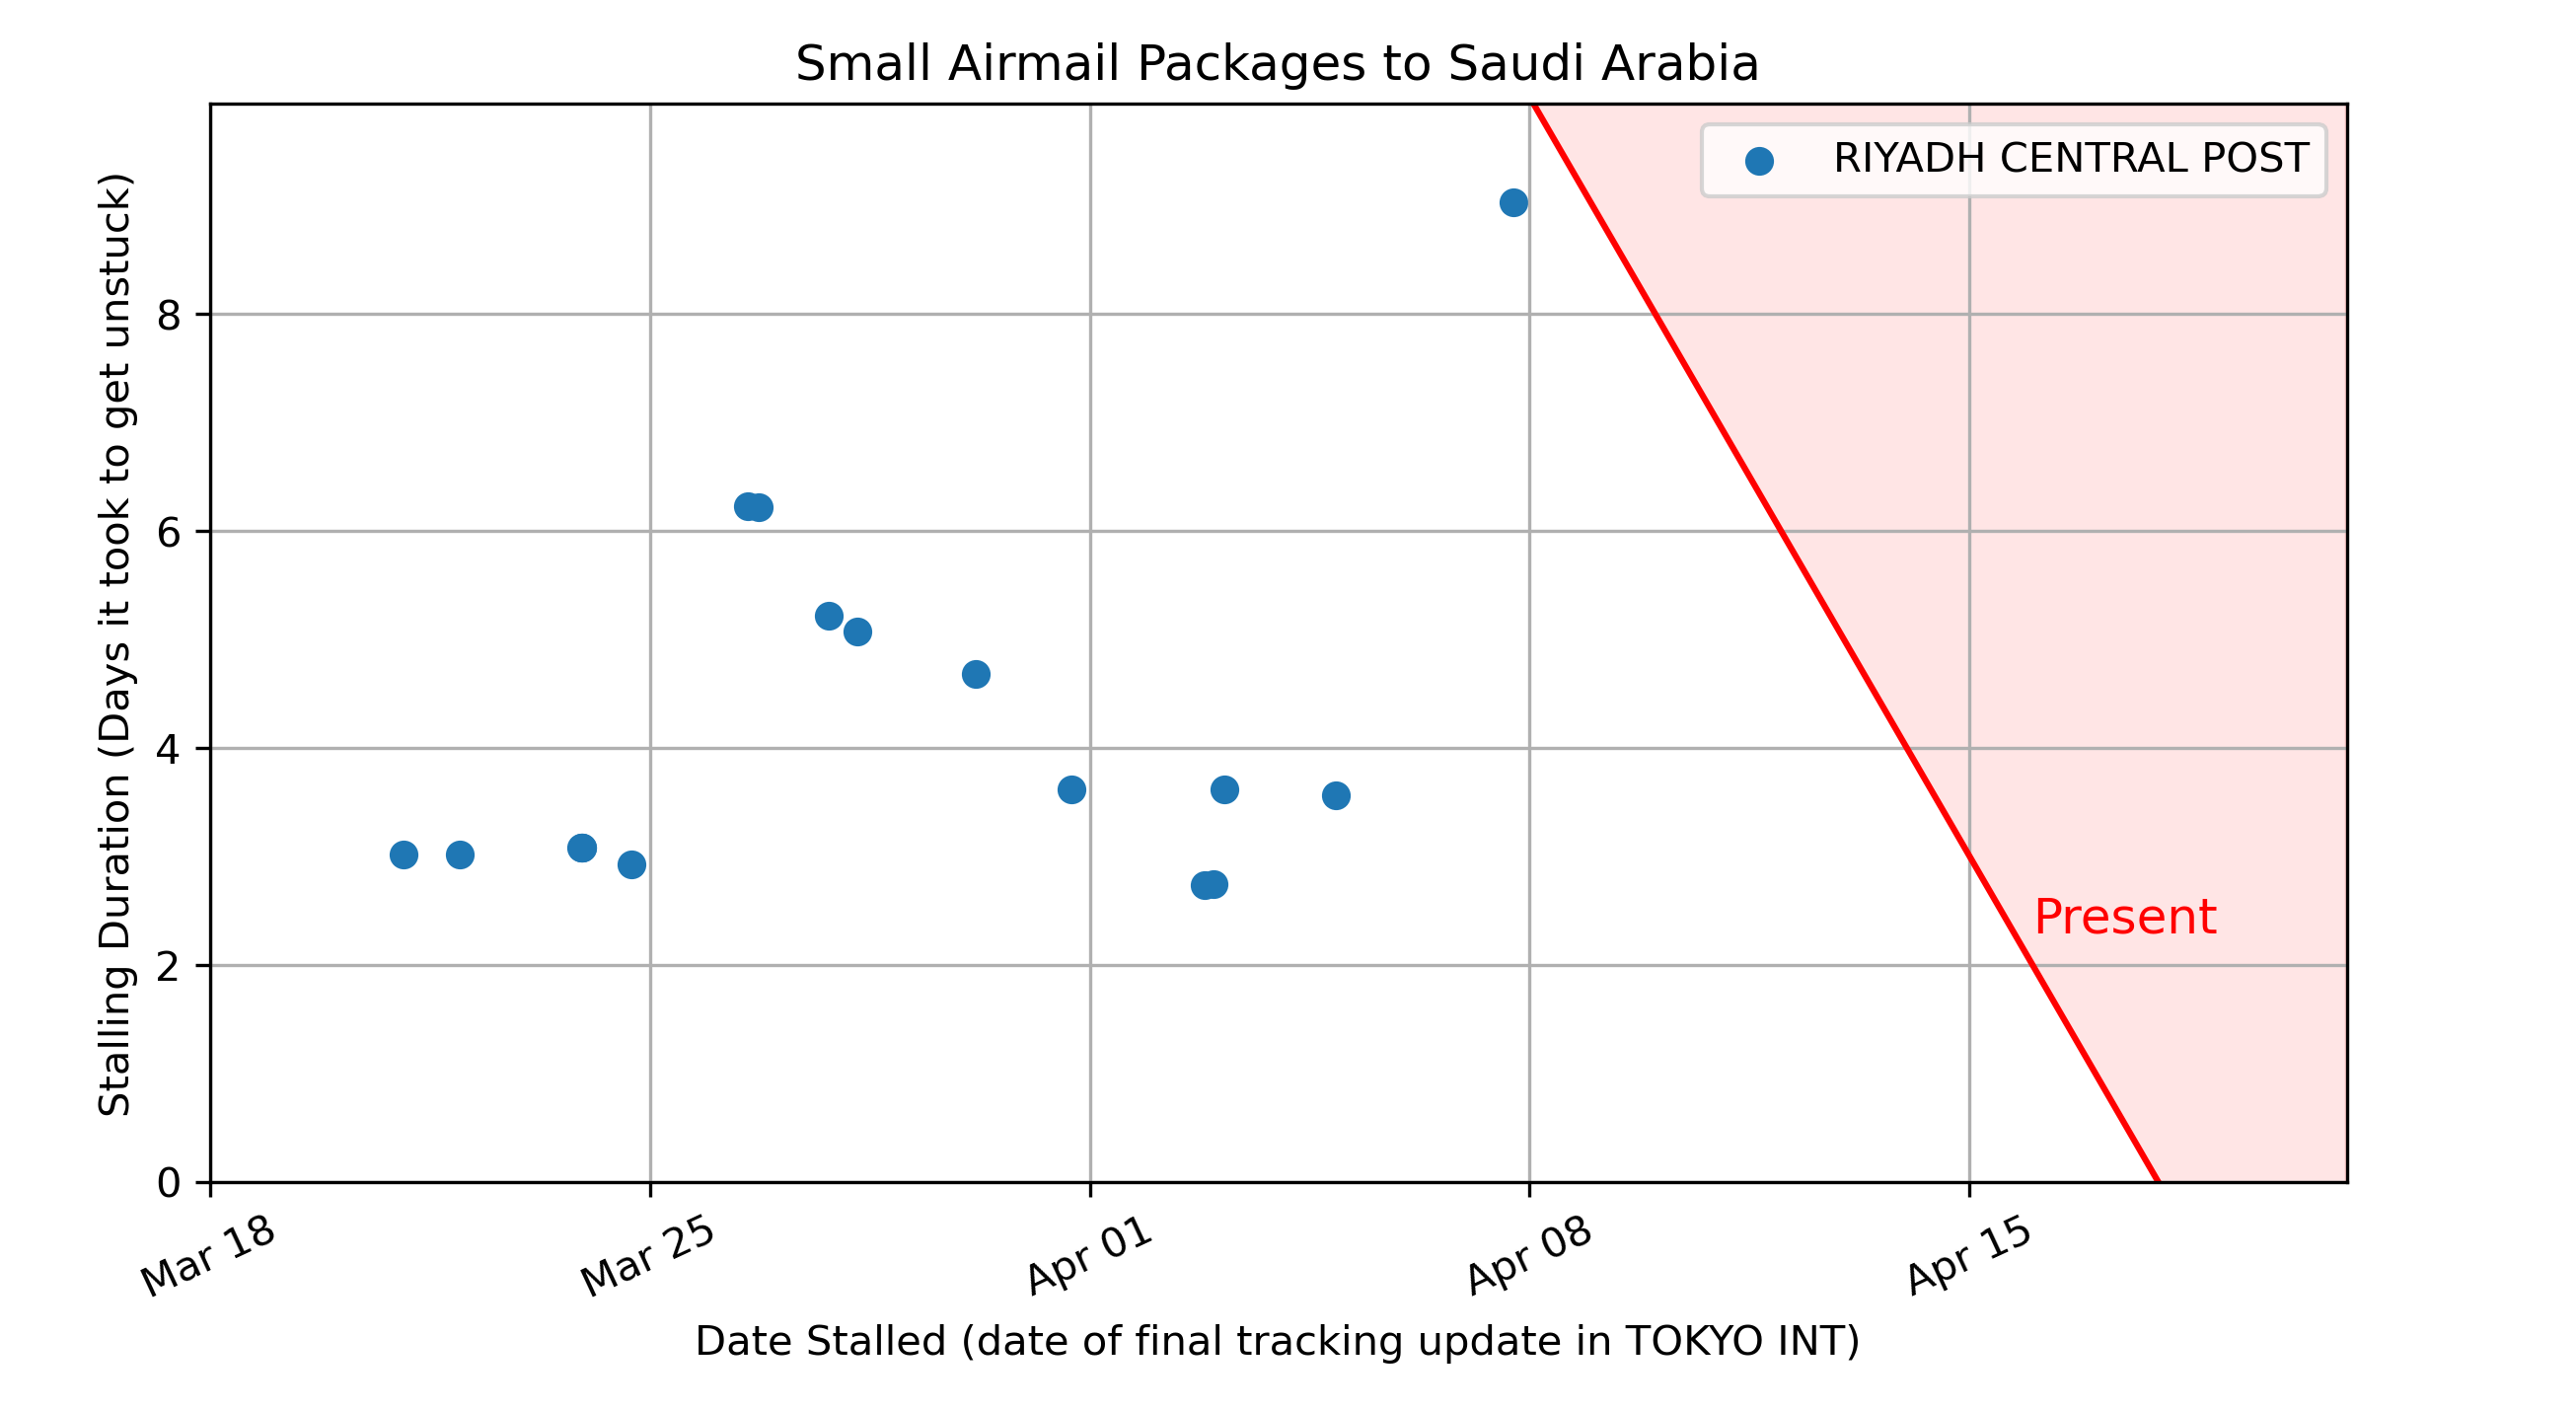 Small Airmail Packages to Saudi Arabia
RIYADH CENTRAL POST
Stalling Duration (Days it took to get unstuck)
8
6
4
2
0
Present
Mar 18
Mar 25
Apr 01
Apr 08
Apr 15
Date Stalled (date of final tracking update in TOKYO INT)